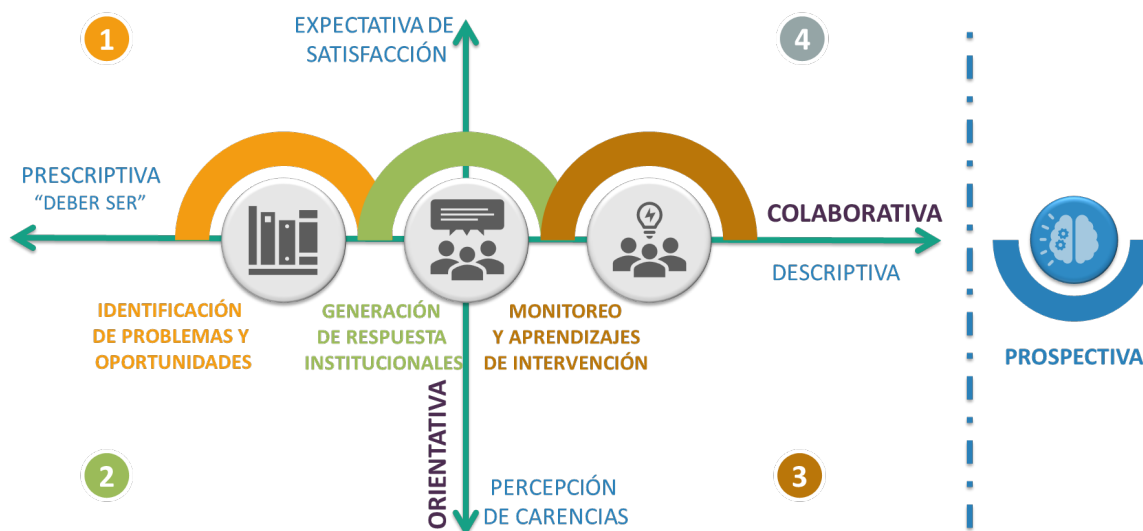 1
EXPECTATIVA DE
SATISFACCIÓN
4
PRESCRIPTIVA
“DEBER SER”
COLABORATIVA
DESCRIPTIVA
IDENTIFICACIÓN
DE PROBLEMAS Y
OPORTUNIDADES
GENERACIÓN
DE RESPUESTA
INSTITUCIONALES
MONITOREO
Y APRENDIZAJES
DE INTERVENCIÓN
PROSPECTIVA
ORIENTATIVA
2
PERCEPCIÓN
DE CARENCIAS
3